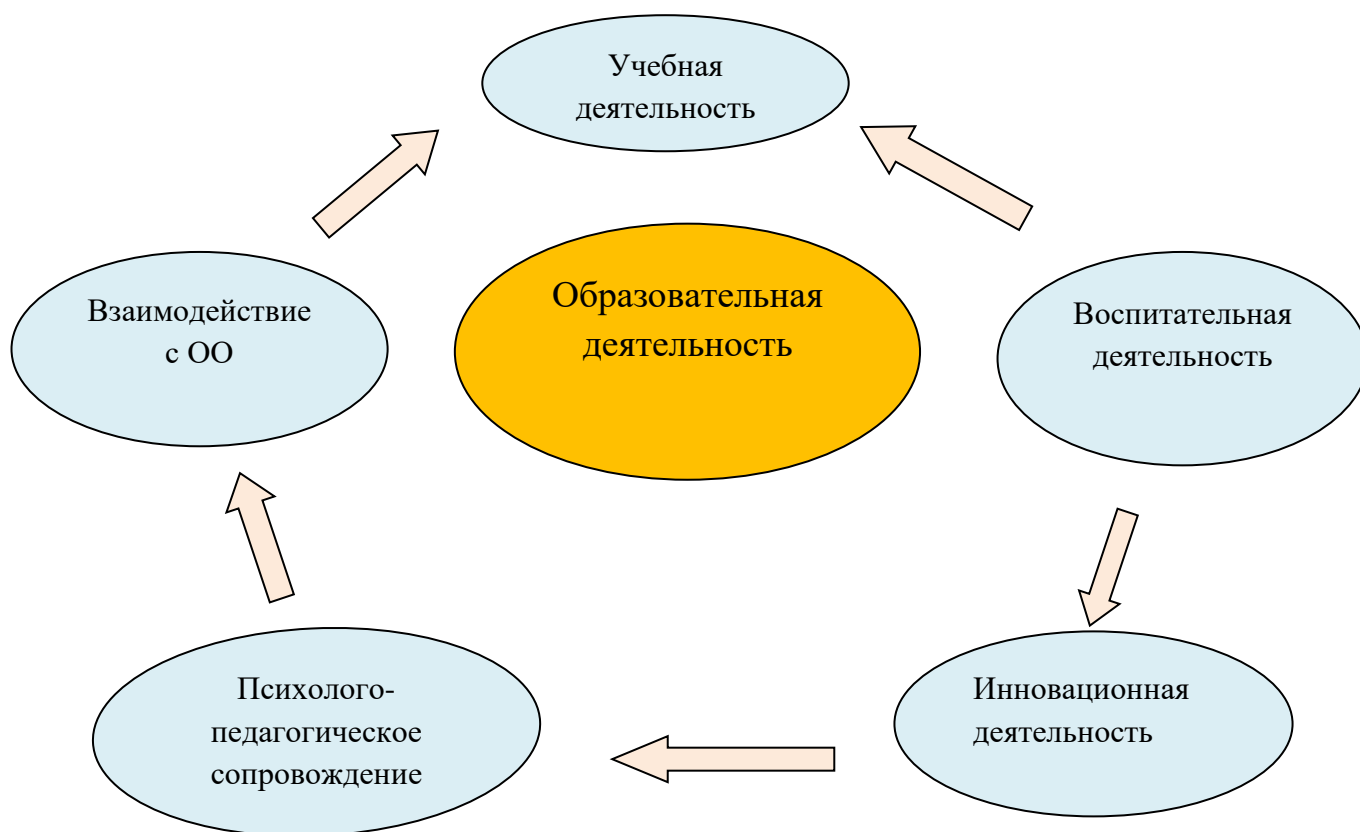 Учебная
деятельность
Образовательная
деятельность
Взаимодействие
с ОО
Воспитательная
деятельность
Психолого-
педагогическое
сопровождение
Инновационная
деятельность